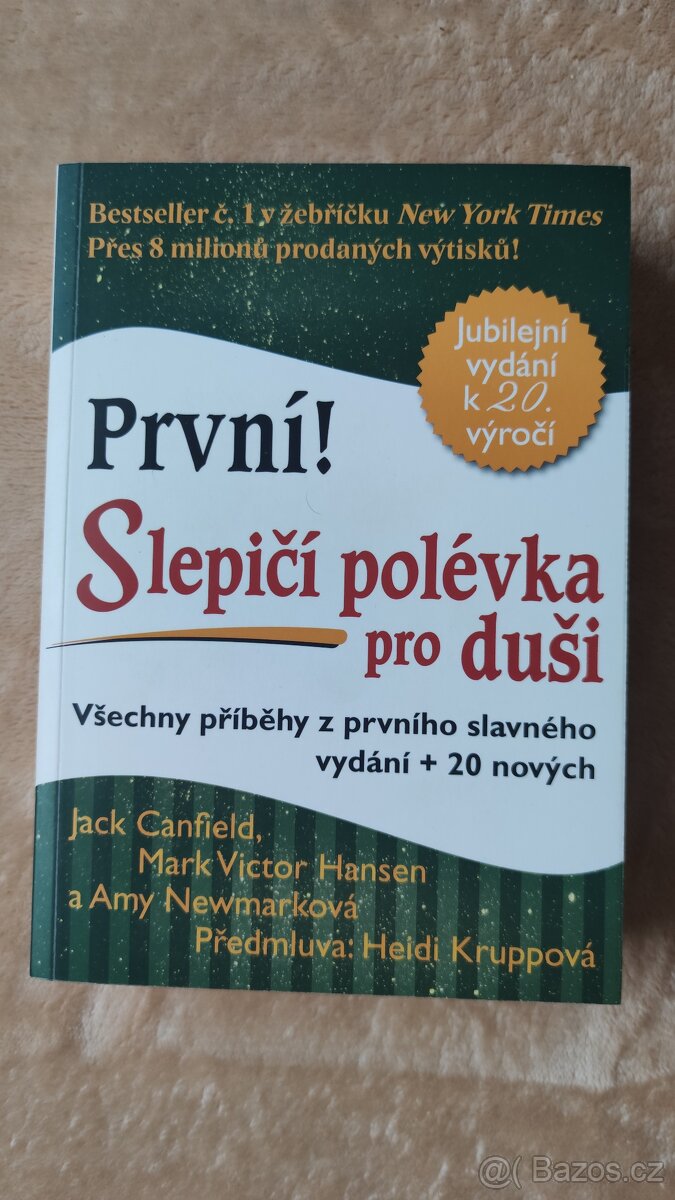 Bestseller č. 1 v žebříčku New York Times
Přes 8 milionů prodaných výtisků!
Jubilejní
vydání
k 20.
výročí
První!
Slepičí polévka
pro duši
Všechny příběhy z prvního slavného
vydání + 20 nových
Jack Canfield,
Mark Victor Hansen
a Amy Newmarková
Předmluva: Heidi Kruppová
@( Bazos.cz